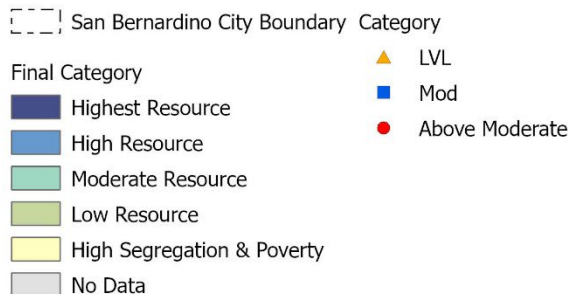 San Bernardino City Boundary
Final Category
Highest Resource
High Resource
Moderate Resource
Low Resource
High Segregation & Poverty
No Data
Category
LVL
Mod
Above Moderate